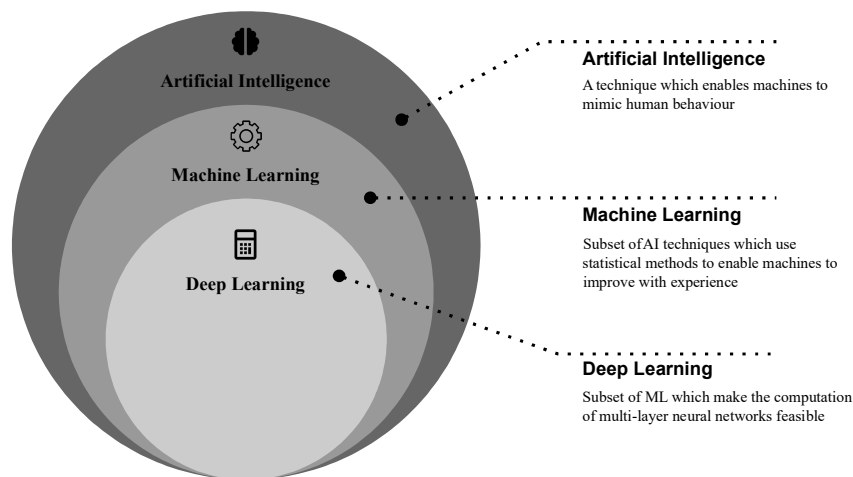 Artificial Intelligence
Machine Learning
Deep Learning
Artificial Intelligence
A technique which enables machines to
mimic human behaviour
Machine Learning
Subset of AI techniques which use
statistical methods to enable machines to
improve with experience
Deep Learning
Subset of ML which make the computation
of multi-layer neural networks feasible